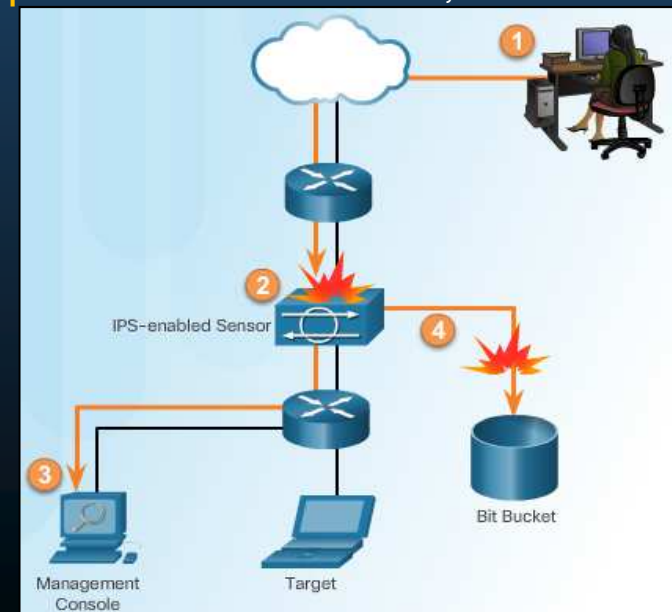 1
2
IPS-enabled Sensor
4
3
Bit Bucket
Management
Console
Target